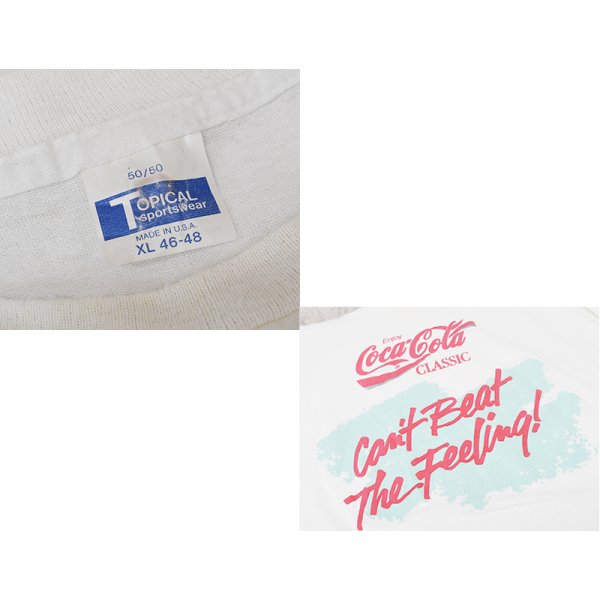 50/50
TOPICAL
sportswear
MADE IN U.S.A.
XL 46-48
Enjoy
Coca-Cola
CLASSIC
Can't Beat
The Feeling!